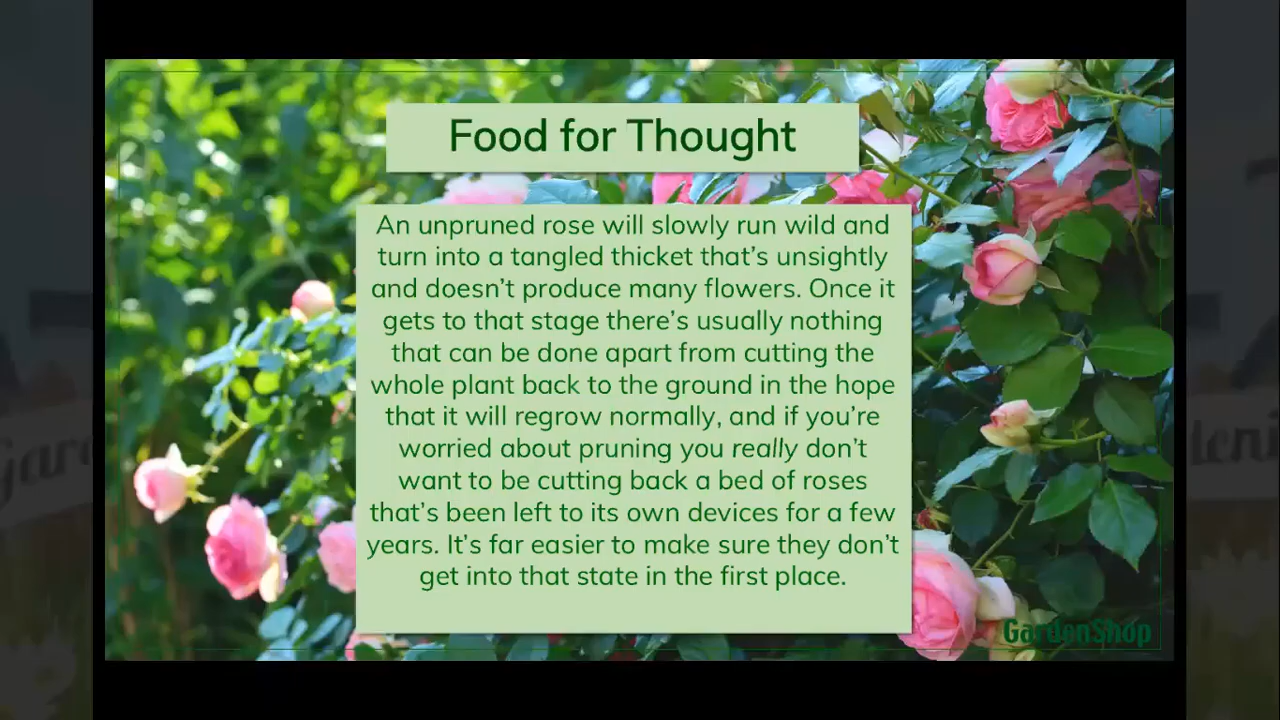 Food for Thought
An unpruned rose will slowly run wild and
turn into a tangled thicket that's unsightly
and doesn't produce many flowers. Once it
gets to that stage there's usually nothing
that can be done apart from cutting the
whole plant back to the ground in the hope
that it will regrow normally, and if you're
worried about pruning you really don't
want to be cutting back a bed of roses
that's been left to its own devices for a few
years. It's far easier to make sure they don't
get into that state in the first place.
GardenShop